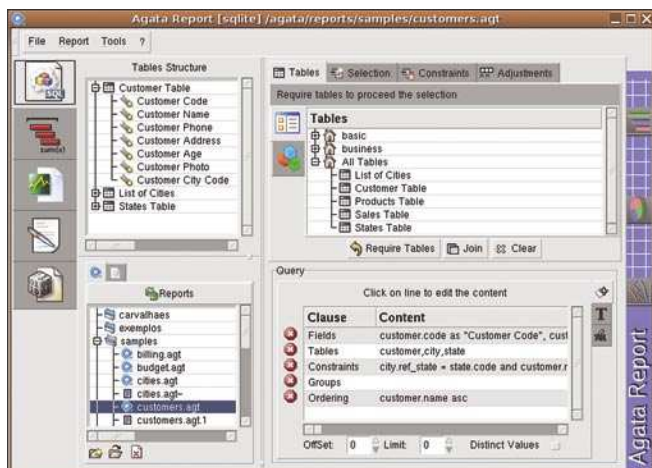 Agata Report [sqlite] /agata/reports/samples/customers.agt
File Report Tools ?
SQL
sum(x)
Tables Structure
Customer Table
Customer Code
Customer Name
Customer Phone
Customer Address
Customer Age
Customer Photo
Customer City Code
List of Cities
States Table
Reports
carvalhaes
exemplos
samples
billing.agt
budget.agt
cities.agt
cities.agt~
customers.agt
customers.agt.1
Tables Selection Constraints Adjustments
Require tables to proceed the selection
Tables
basic
business
All Tables
List of Cities
Customer Table
Products Table
Sales Table
States Table
Require Tables Join Clear
Query
Click on line to edit the content
Clause Content
Fields customer.code as "Customer Code", cust
Tables customer,city,state
Constraints city.ref_state = state.code and customer.r
Groups
Ordering customer.name asc
OffSet: 0 Limit: 0 Distinct Values
T
Agata Report